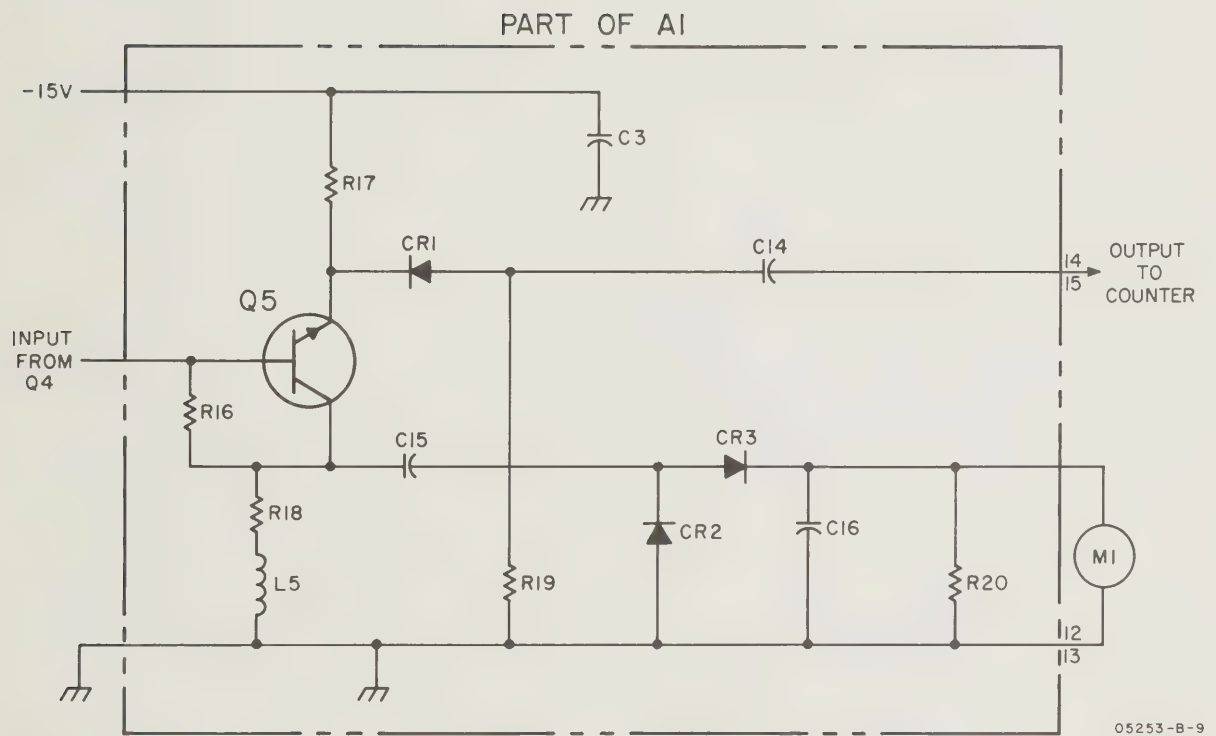 PART OF A1
-15V
C3
R17
CR1
C14
14
15
OUTPUT
TO
COUNTER
Q5
INPUT
FROM
Q4
R16
C15
CR3
R18
CR2
C16
L5
R19
R20
M1
12
13
05253-B-9